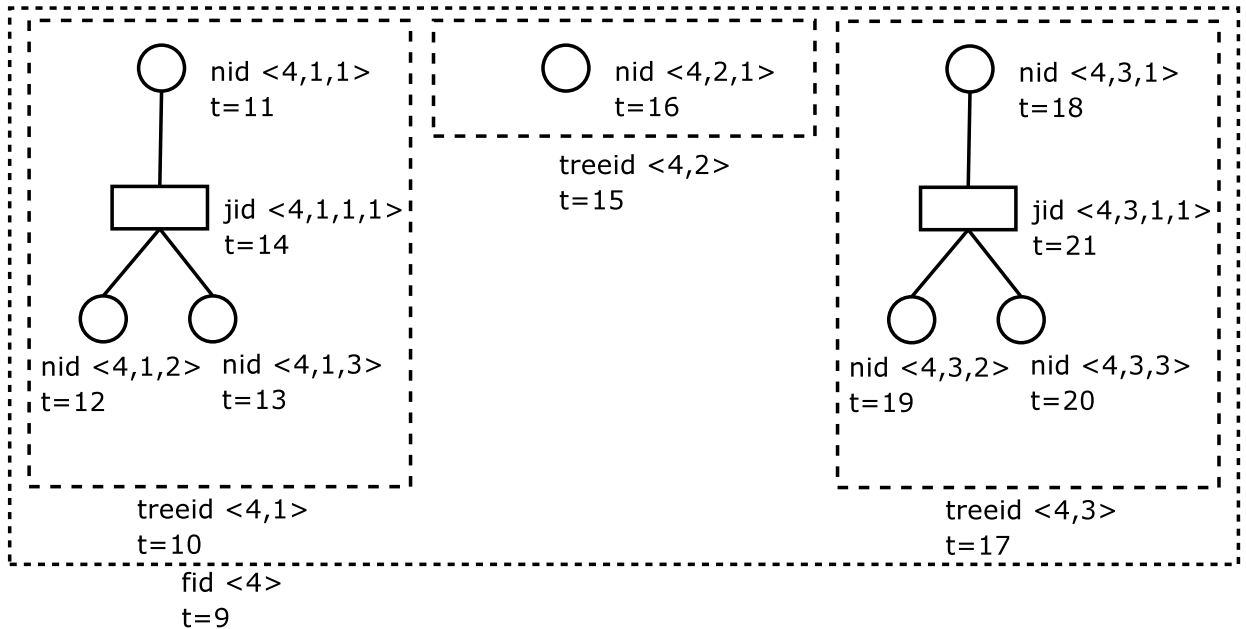 nid <4,1,1>
t=11
jid <4,1,1,1>
t=14
nid <4,1,2>
t=12
nid <4,1,3>
t=13
treeid <4,1>
t=10
nid <4,2,1>
t=16
treeid <4,2>
t=15
nid <4,3,1>
t=18
jid <4,3,1,1>
t=21
nid <4,3,2>
t=19
nid <4,3,3>
t=20
treeid <4,3>
t=17
fid <4>
t=9